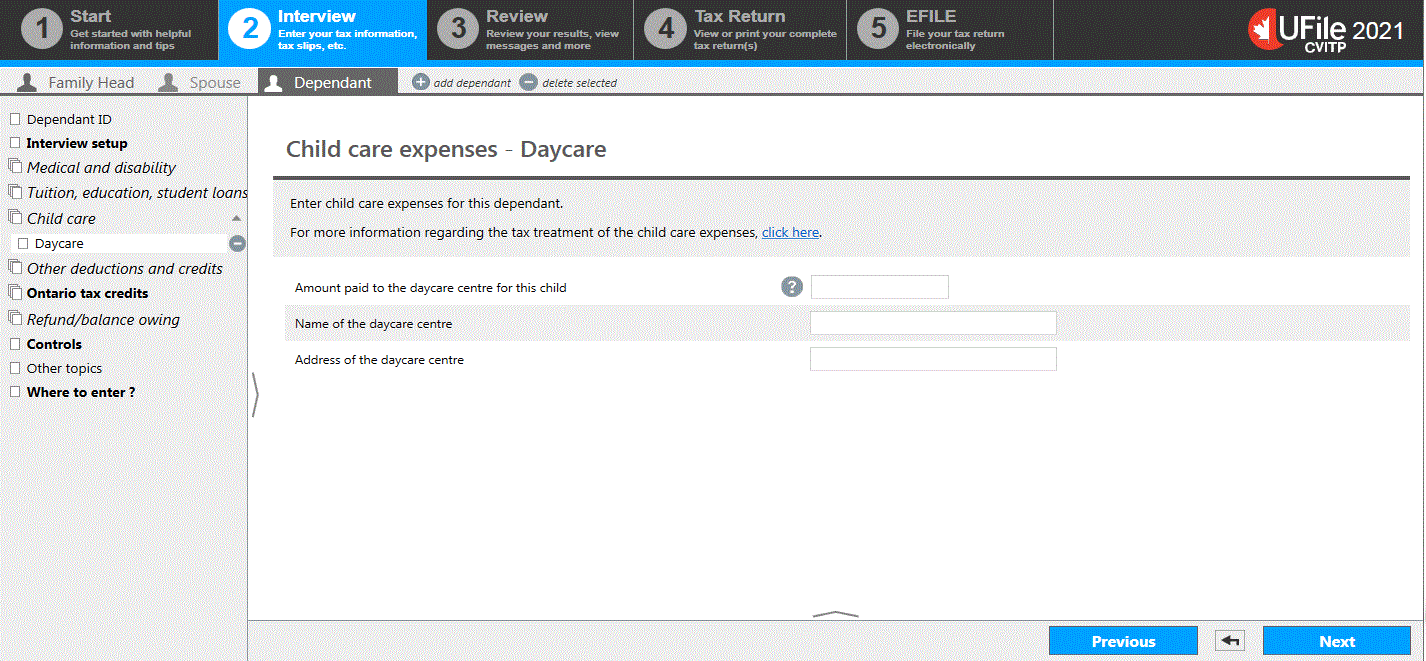 1
Start
Get started with helpful
information and tips
2
Interview
Enter your tax information,
tax slips, etc.
3
Review
Review your results, view
messages and more
4
Tax Return
View or print your complete
tax return(s)
5
EFILE
File your tax return
electronically
UFile 2021
CVITP
Family Head
Spouse
Dependant
add dependant
delete selected
Dependant ID
Interview setup
Medical and disability
Tuition, education, student loans
Child care
Daycare
Other deductions and credits
Ontario tax credits
Refund/balance owing
Controls
Other topics
Where to enter ?
Child care expenses - Daycare
Enter child care expenses for this dependant.
For more information regarding the tax treatment of the child care expenses, click here.
Amount paid to the daycare centre for this child ?
Name of the daycare centre
Address of the daycare centre
Previous
Next